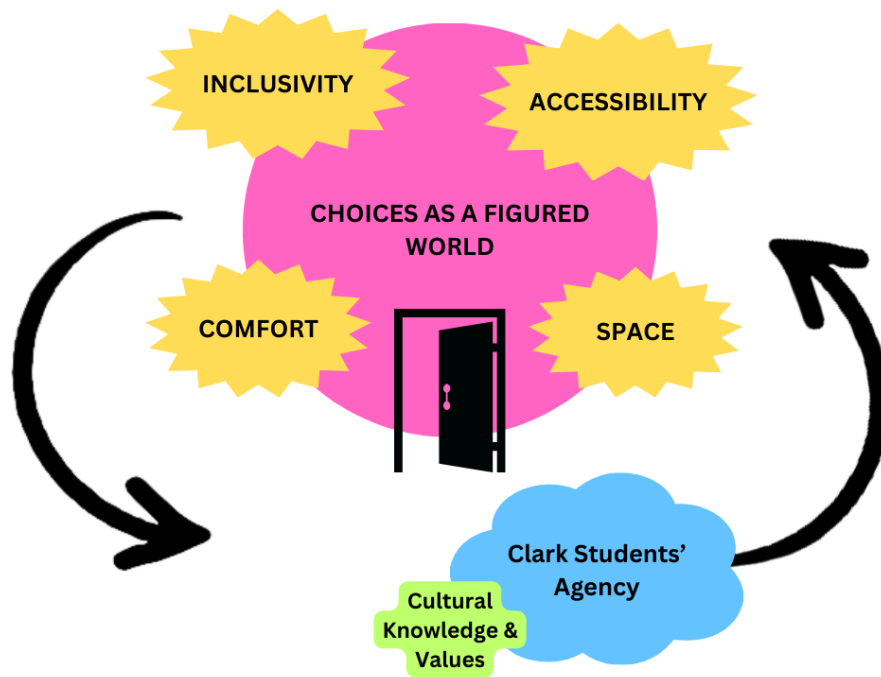 INCLUSIVITY
ACCESSIBILITY
CHOICES AS A FIGURED
WORLD
COMFORT
SPACE
Clark Students’
Agency
Cultural
Knowledge &
Values